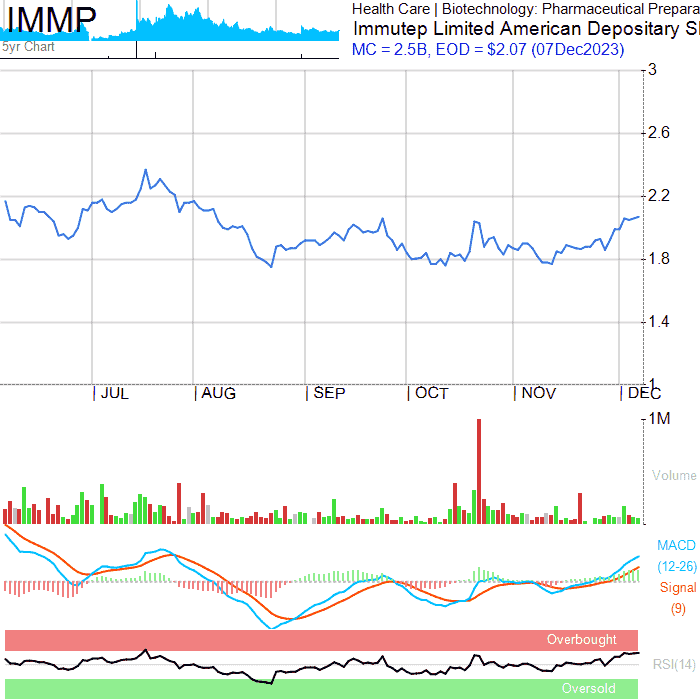 IMMP
5yr Chart
Health Care | Biotechnology: Pharmaceutical Prepara
Immutep Limited American Depositary S
MC = 2.5B, EOD = $2.07 (07Dec2023)
3
2.6
2.2
1.8
1.4
1
JUL AUG SEP OCT NOV DEC
1M
Volume
MACD
(12-26)
Signal
(9)
Overbought
RSI(14)
Oversold